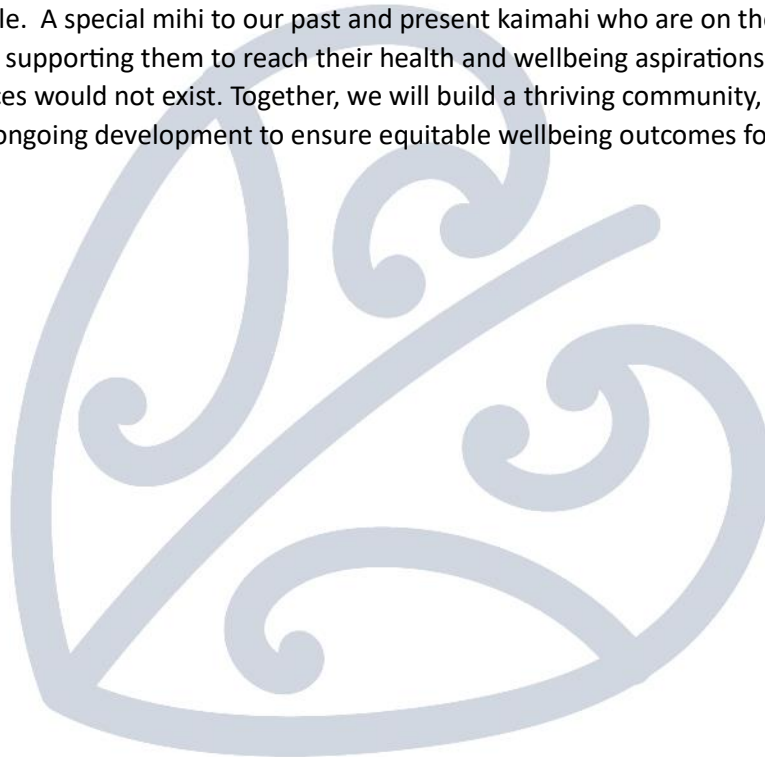 le. A special mihi to our past and present kaimahi who are on the
supporting them to reach their health and wellbeing aspirations
ces would not exist. Together, we will build a thriving community,
ongoing development to ensure equitable wellbeing outcomes fo